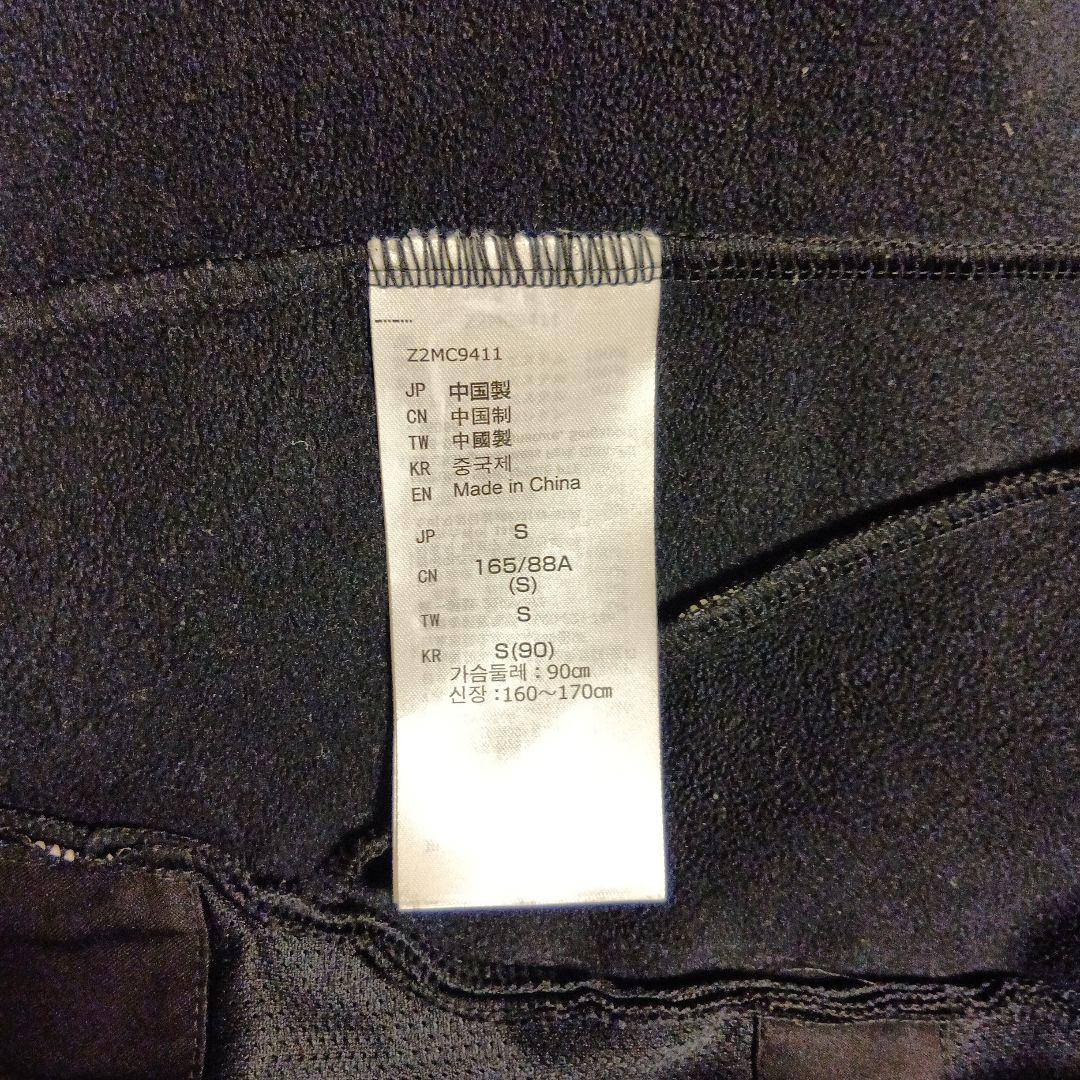 Z2MC9411
JP 中国製
CN 中国制
TW 中國製
KR 중국제
EN Made in China
JP S
CN 165/88A
(S)
TW S
KR S(90)
가슴둘레 : 90㎝
신장 : 160～170㎝